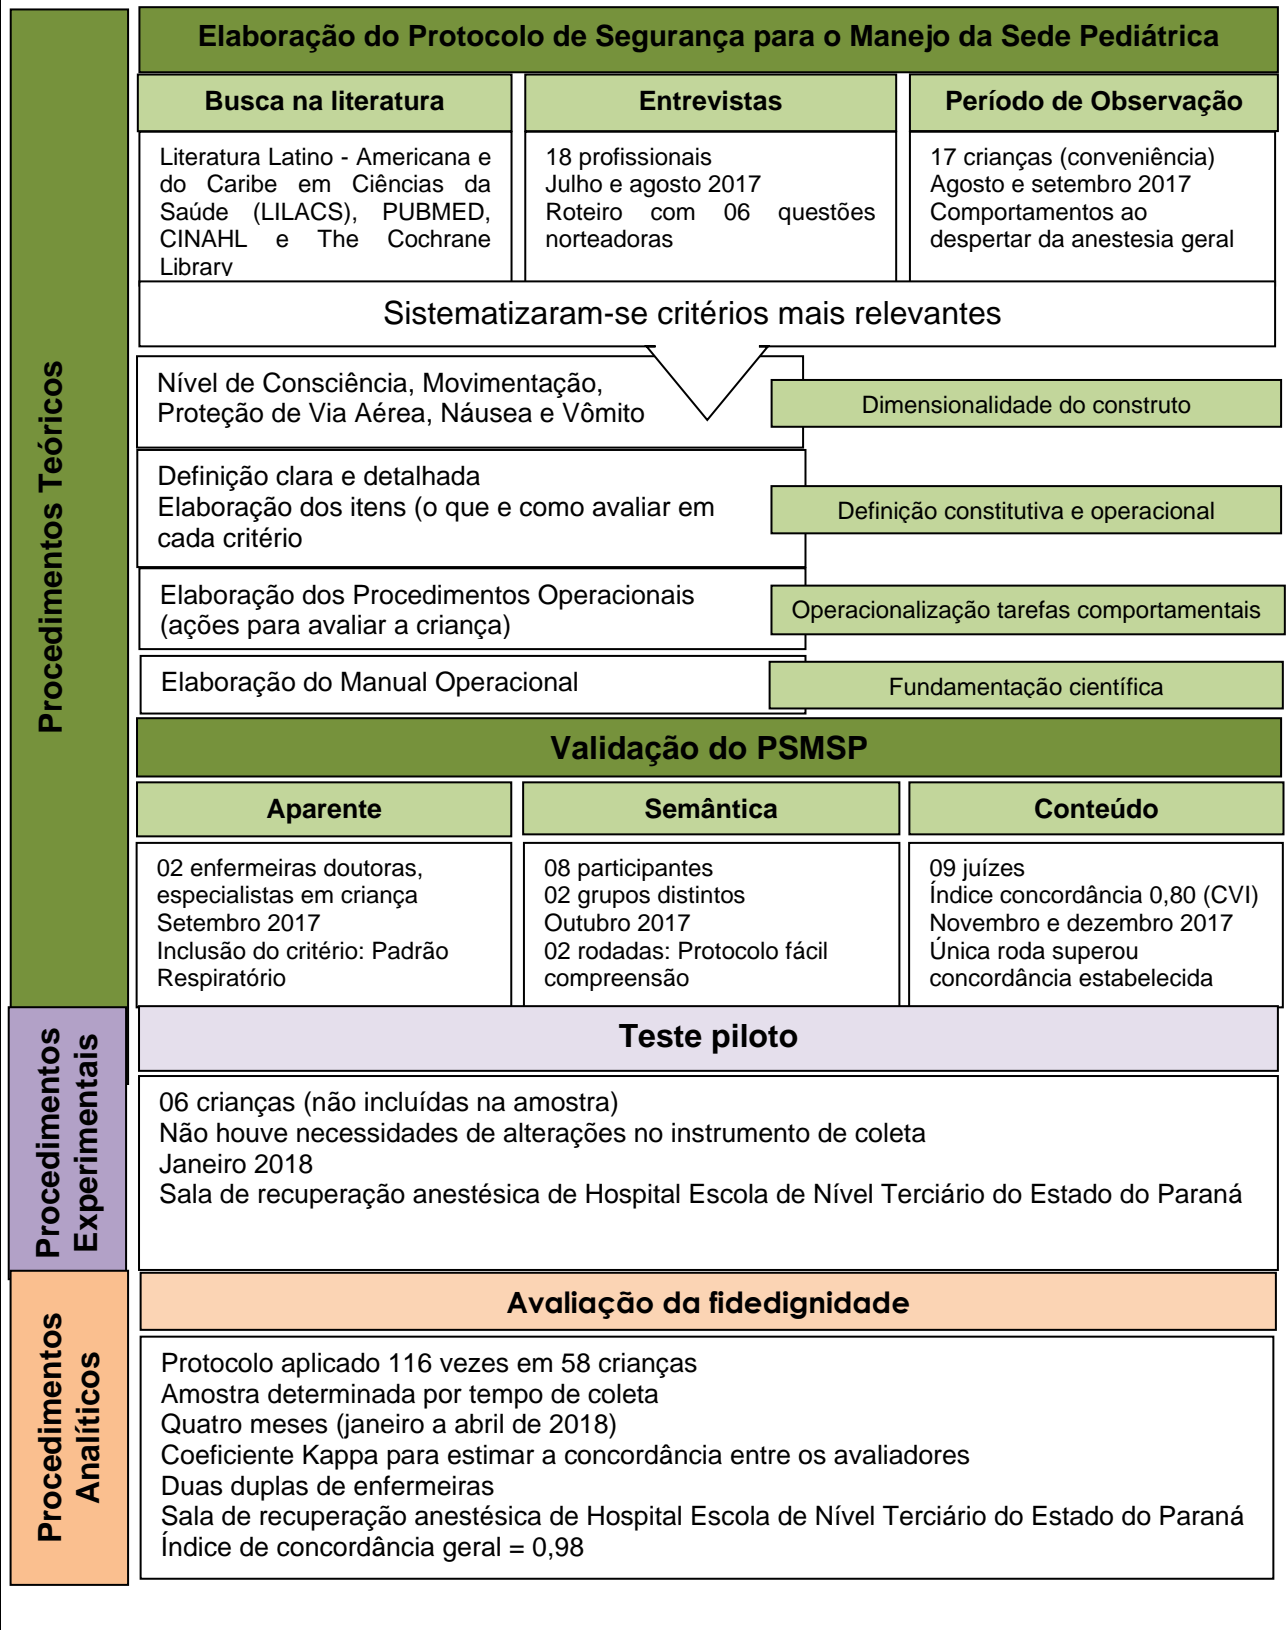 Elaboração do Protocolo de Segurança para o Manejo da Sede Pediátrica
Busca na literatura
Entrevistas
Período de Observação
Literatura Latino - Americana e
do Caribe em Ciências da
Saúde (LILACS), PUBMED,
CINAHL e The Cochrane
Library
18 profissionais
Julho e agosto 2017
Roteiro com 06 questões
norteadoras
17 crianças (conveniência)
Agosto e setembro 2017
Comportamentos ao
despertar da anestesia geral
Sistematizaram-se critérios mais relevantes
Procedimentos Teóricos
Nível de Consciência, Movimentação,
Proteção de Via Aérea, Náusea e Vômito
Dimensionalidade do construto
Definição clara e detalhada
Elaboração dos itens (o que e como avaliar em
cada critério
Definição constitutiva e operacional
Elaboração dos Procedimentos Operacionais
(ações para avaliar a criança)
Operacionalização tarefas comportamentais
Elaboração do Manual Operacional
Fundamentação científica
Validação do PSMSP
Aparente
Semântica
Conteúdo
02 enfermeiras doutoras,
especialistas em criança
Setembro 2017
Inclusão do critério: Padrão
Respiratório
08 participantes
02 grupos distintos
Outubro 2017
02 rodadas: Protocolo fácil
compreensão
09 juízes
Índice concordância 0,80 (CVI)
Novembro e dezembro 2017
Única roda superou
concordância estabelecida
Procedimentos
Experimentais
Teste piloto
06 crianças (não incluídas na amostra)
Não houve necessidades de alterações no instrumento de coleta
Janeiro 2018
Sala de recuperação anestésica de Hospital Escola de Nível Terciário do Estado do Paraná
Procedimentos
Analíticos
Avaliação da fidedignidade
Protocolo aplicado 116 vezes em 58 crianças
Amostra determinada por tempo de coleta
Quatro meses (janeiro a abril de 2018)
Coeficiente Kappa para estimar a concordância entre os avaliadores
Duas duplas de enfermeiras
Sala de recuperação anestésica de Hospital Escola de Nível Terciário do Estado do Paraná
Índice de concordância geral = 0,98